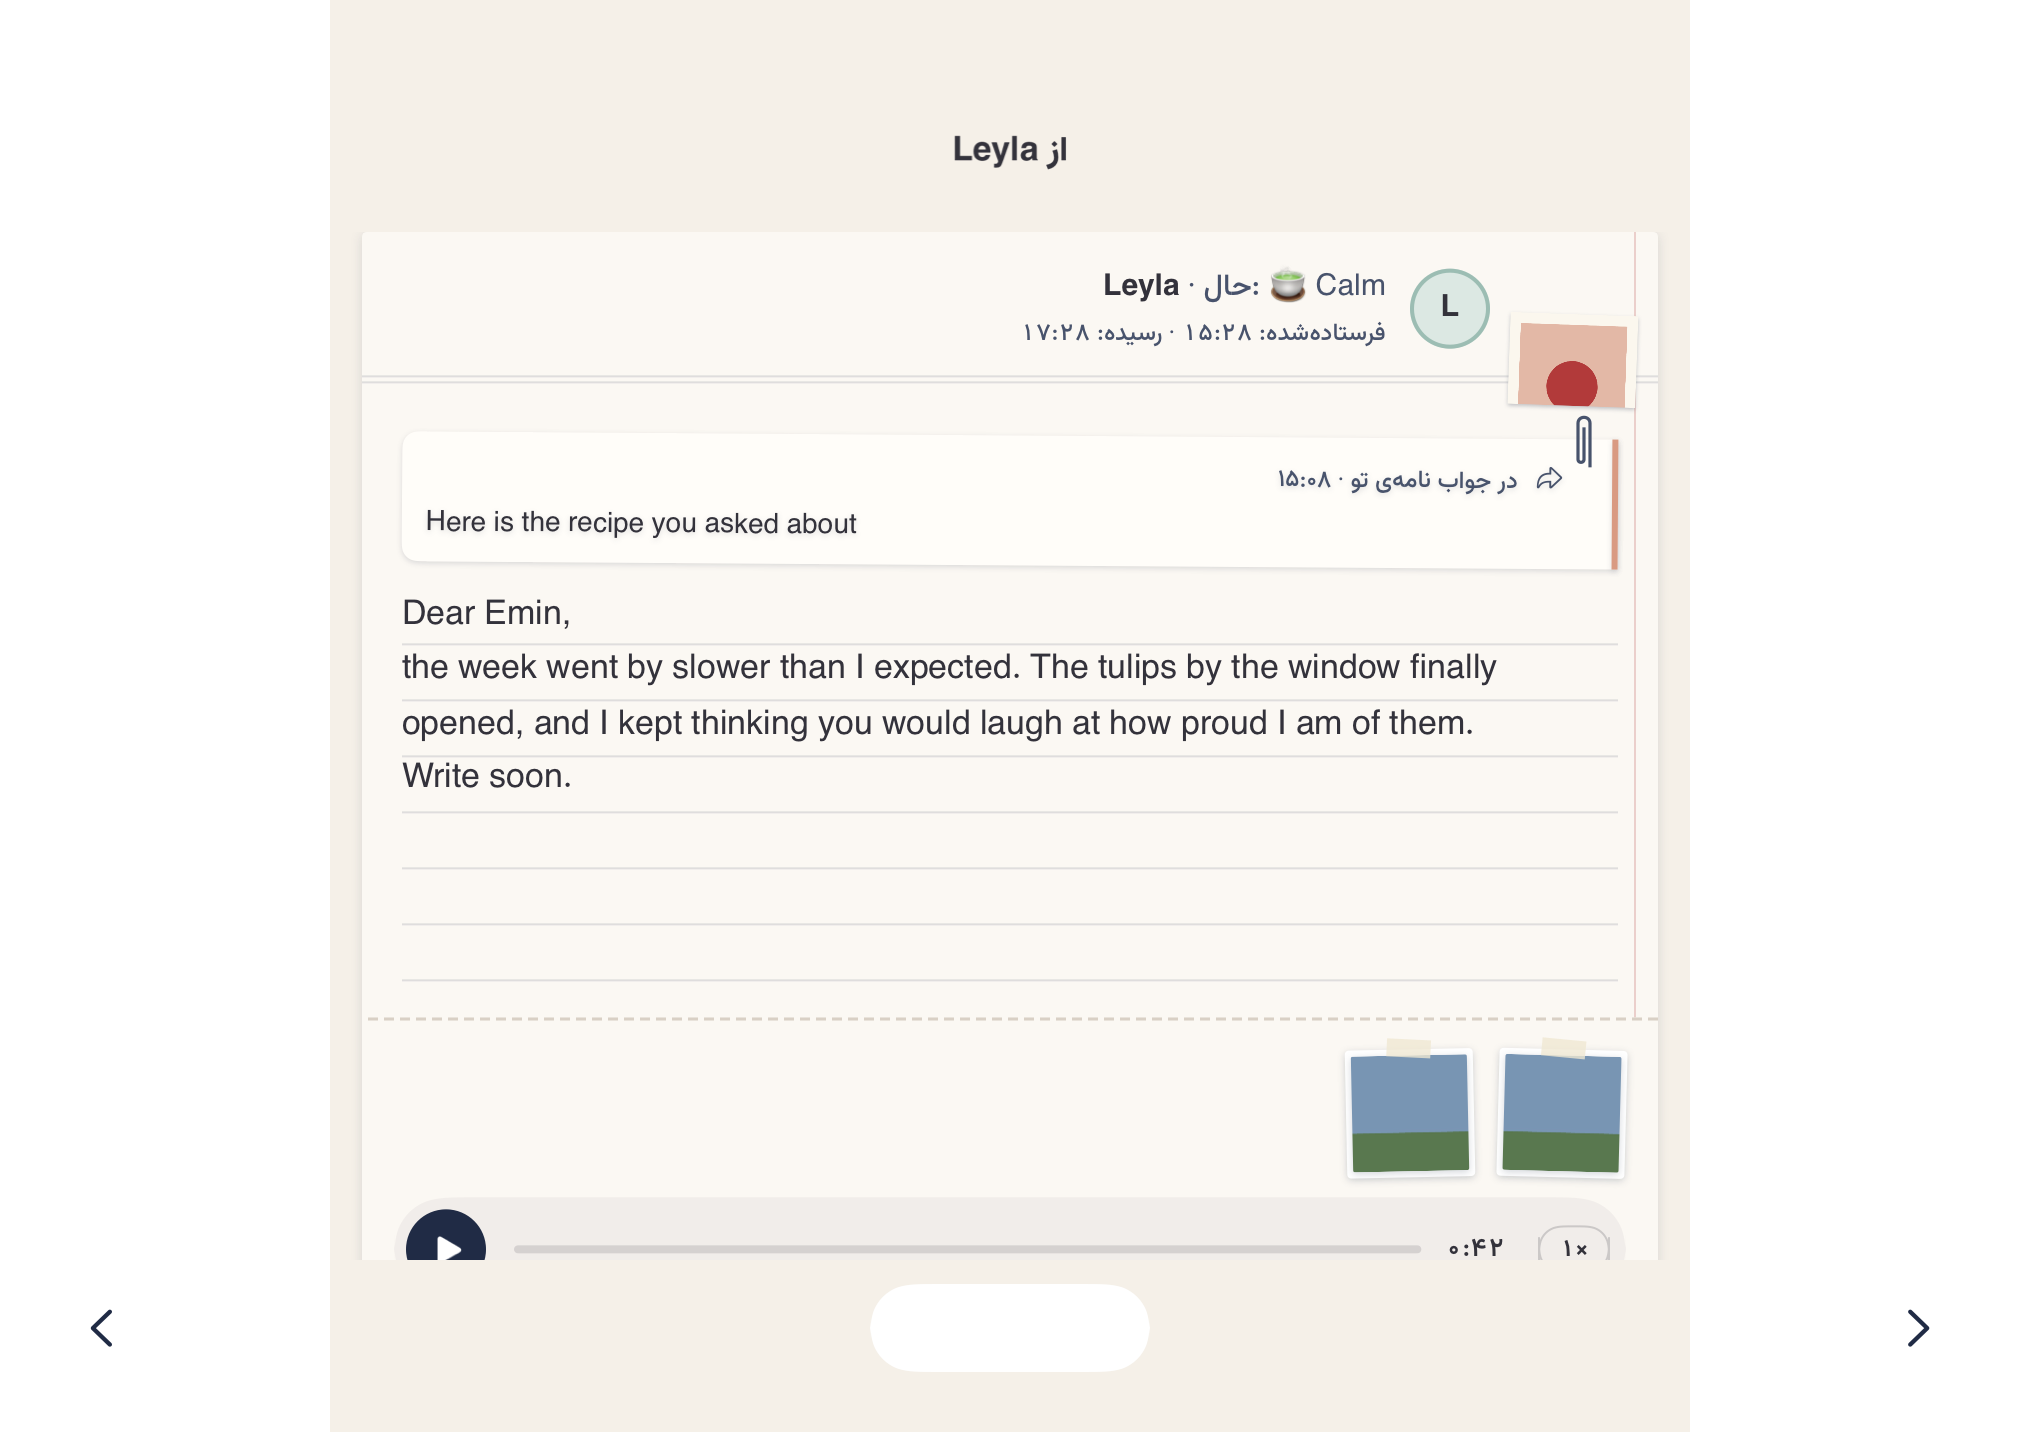 از Leyla
L
Leyla · حال: 🍵 Calm
فرستاده‌شده: ۱۵:۲۸ · رسیده: ۱۷:۲۸
در جواب نامه‌ی تو · ۱۵:۰۸
Here is the recipe you asked about
Dear Emin,
the week went by slower than I expected. The tulips by the window finally
opened, and I kept thinking you would laugh at how proud I am of them.
Write soon.
۰:۴۲
۱×